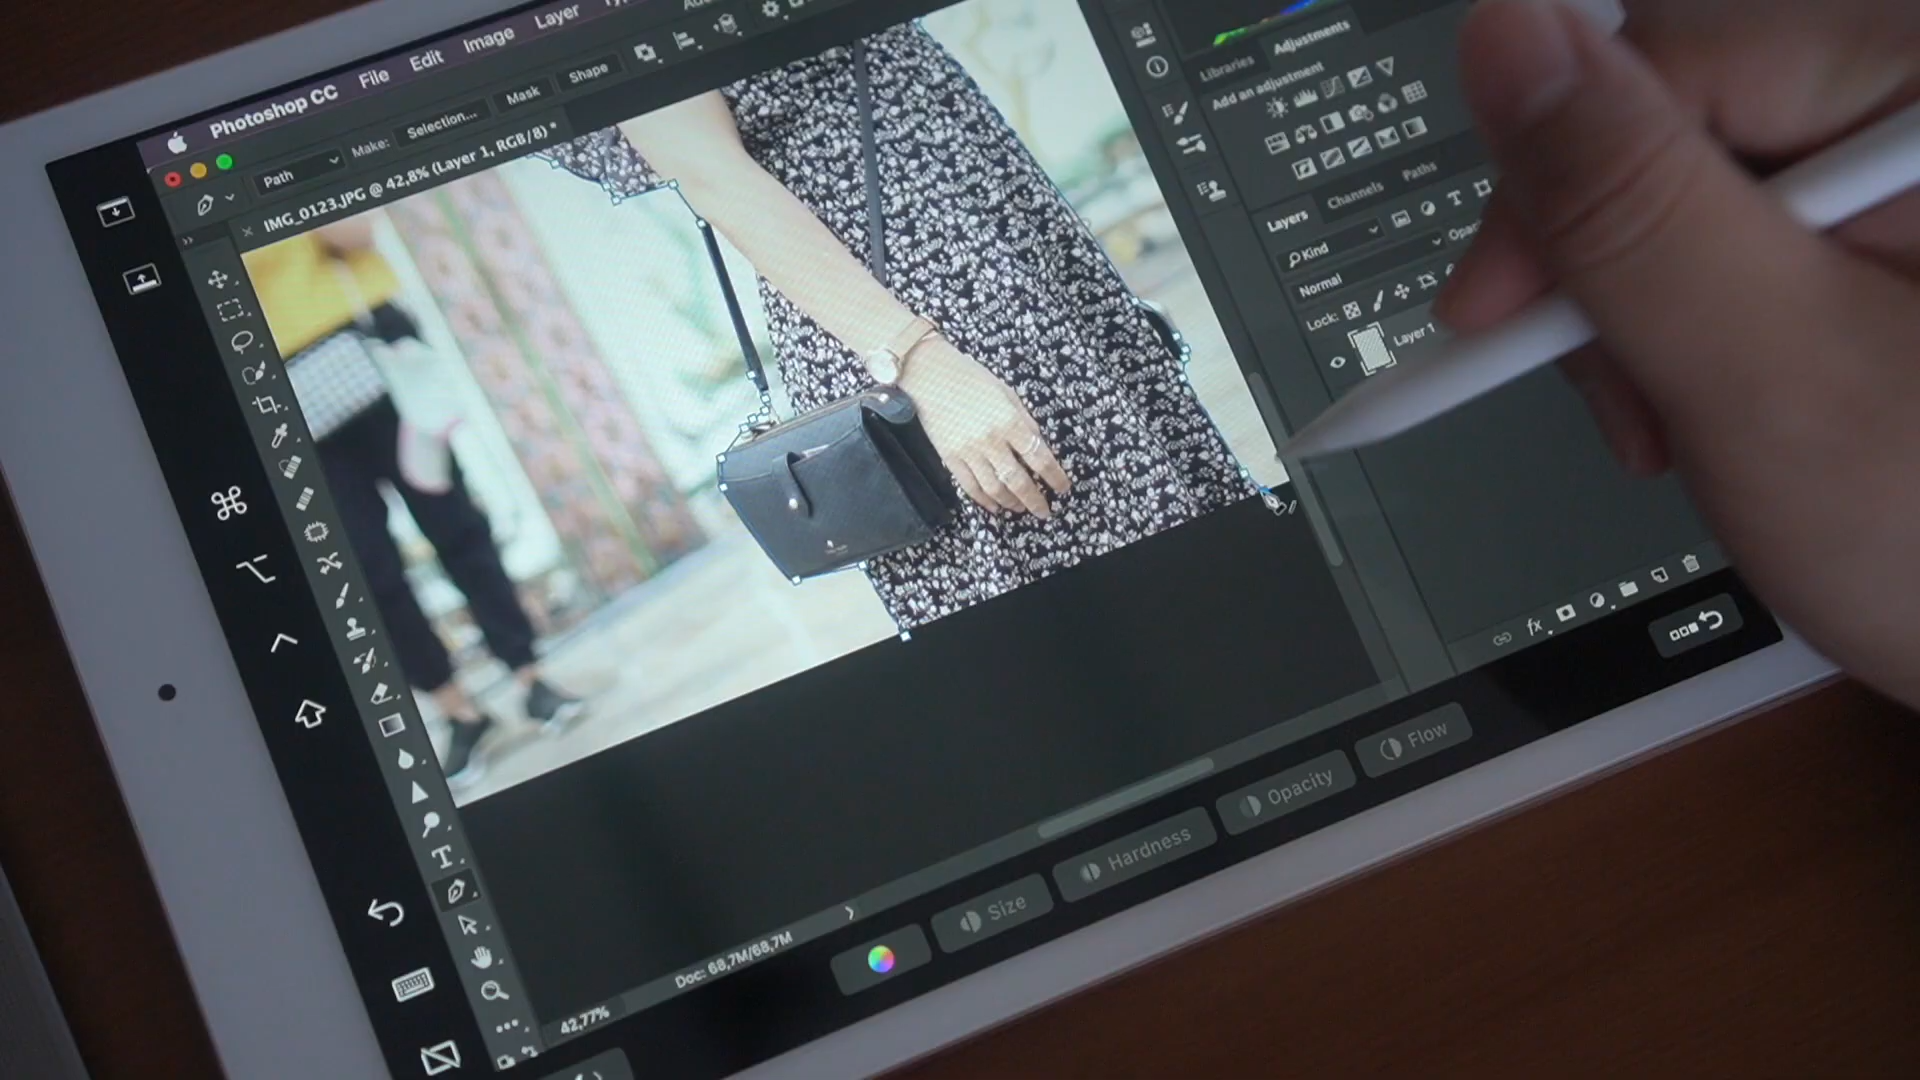 Photoshop CC File Edit Image Layer
Path
Make: Selection... Mask Shape
IMG_0123.JPG @ 42,8% (Layer 1, RGB/8) *
Libraries Adjustments
Add an adjustment
Layers Channels Paths
Kind
Normal
Lock:
Layer 1
fx
T
Size Hardness Opacity Flow
42,77% Doc: 68,7M/68,7M